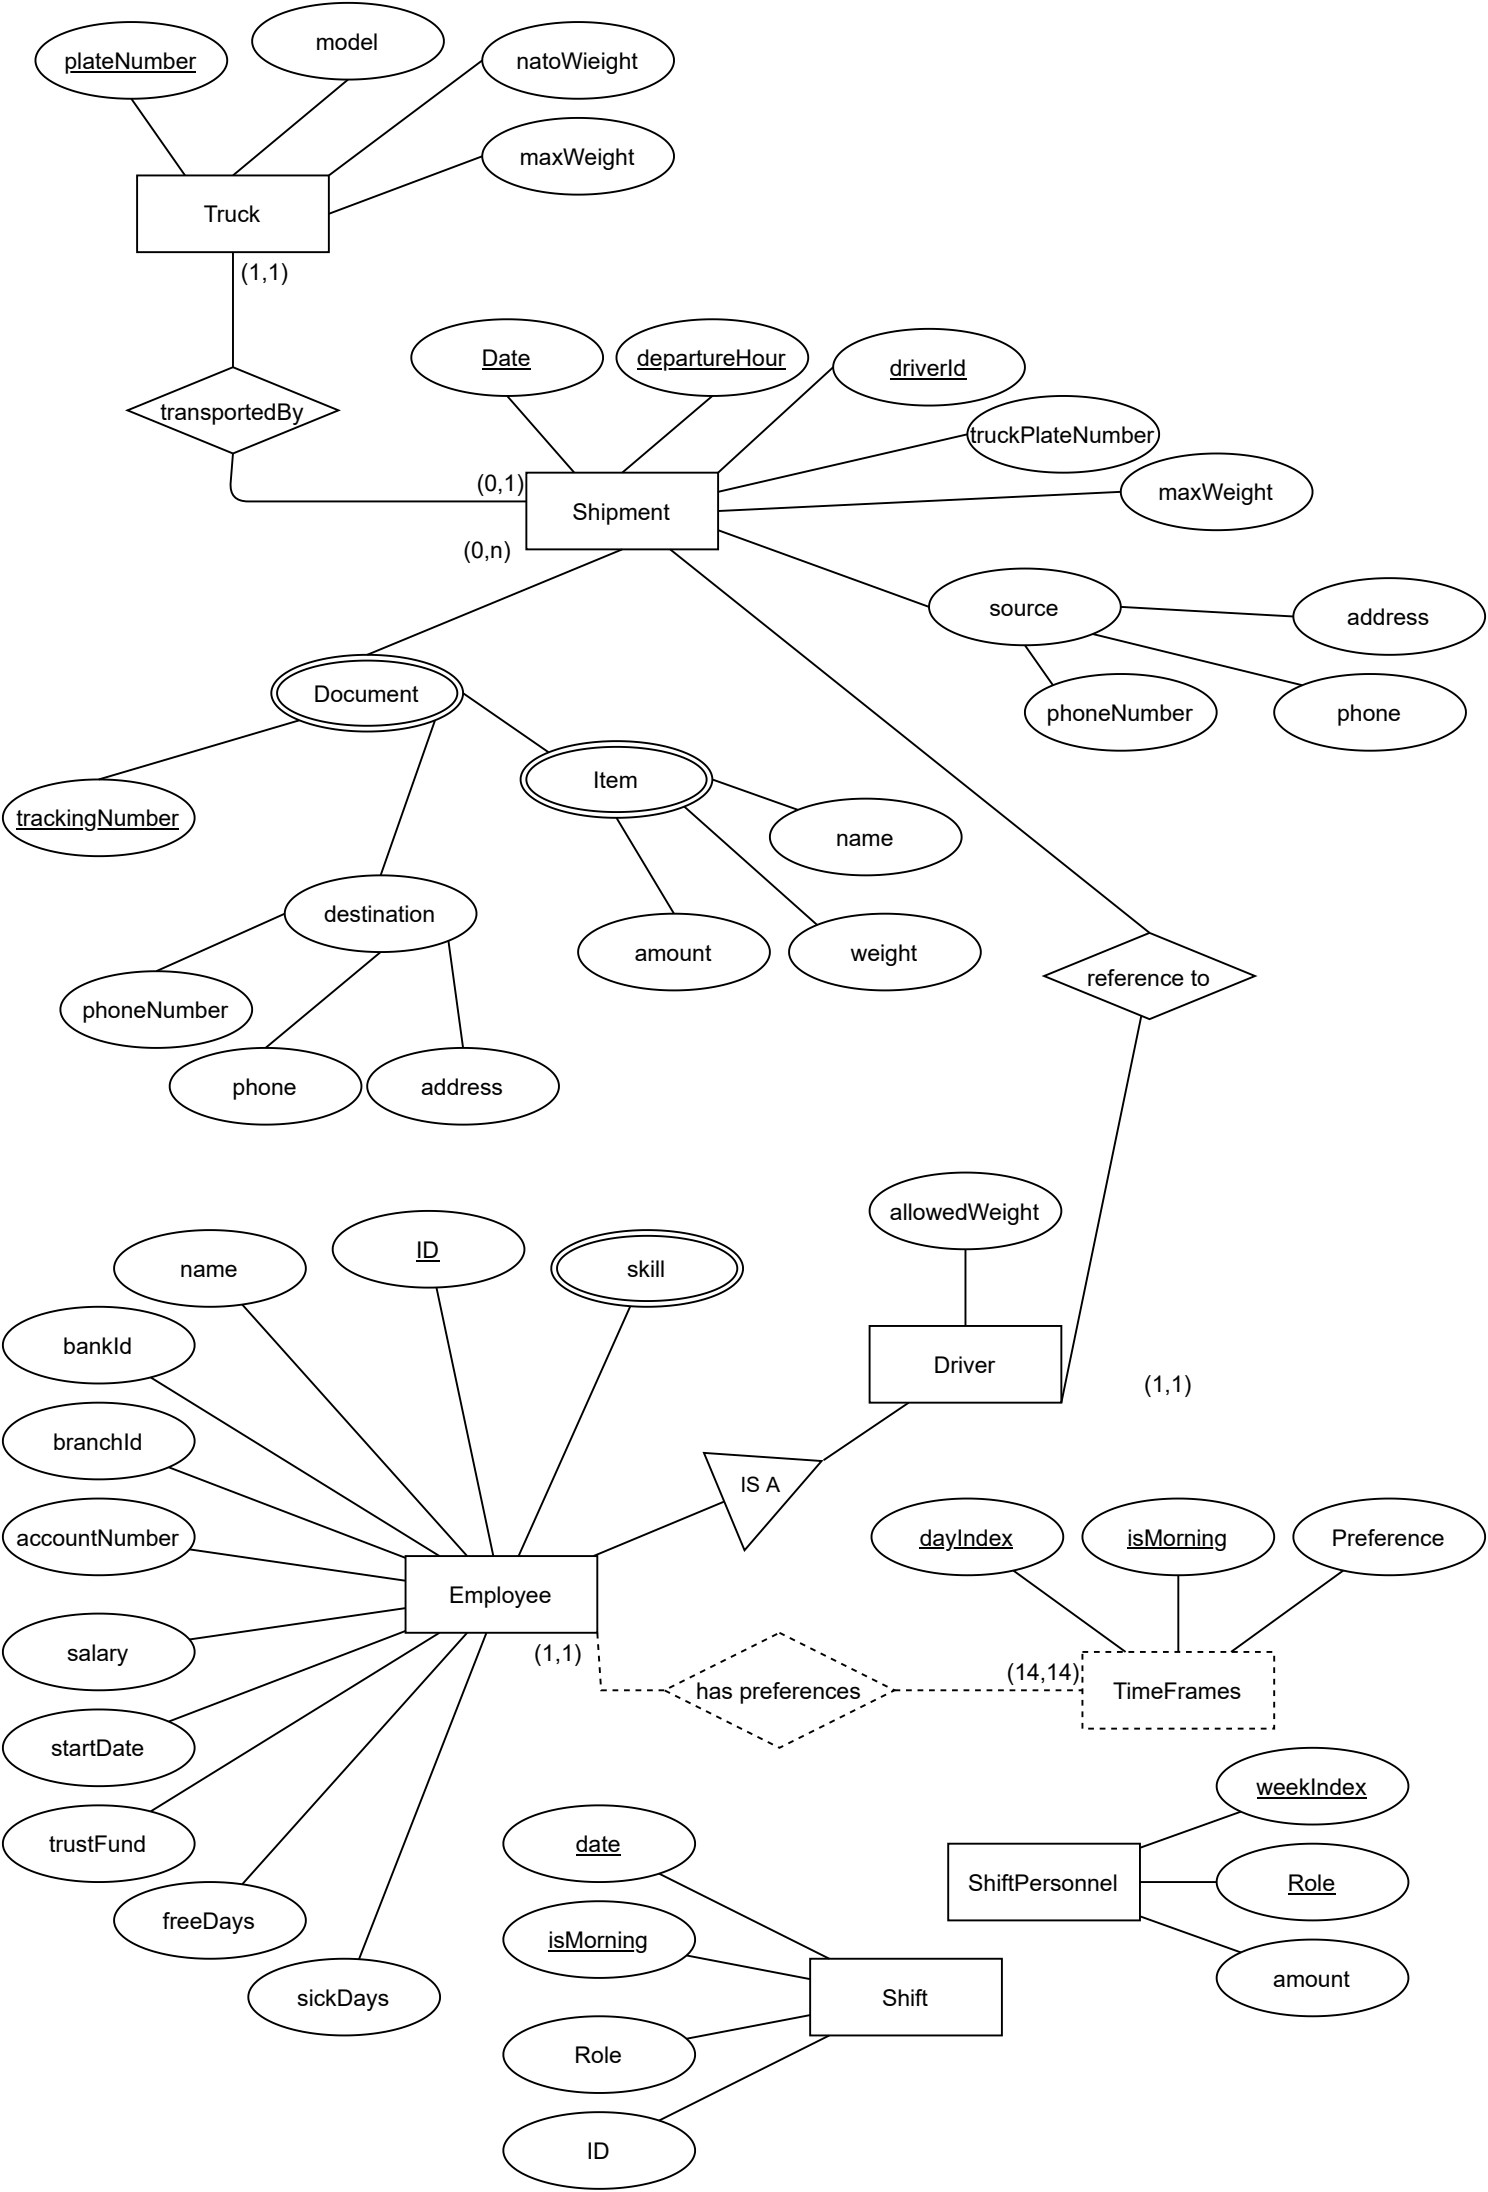 model
plateNumber
natoWieight
maxWeight
Truck
(1,1)
Date
departureHour
driverId
transportedBy
truckPlateNumber
(0,1)
maxWeight
Shipment
(0,n)
source
address
Document
phoneNumber
phone
Item
trackingNumber
name
destination
amount
weight
reference to
phoneNumber
phone
address
allowedWeight
ID
name
skill
bankId
Driver
(1,1)
branchId
IS A
accountNumber
dayIndex
isMorning
Preference
Employee
salary
(1,1)
(14,14)
has preferences
TimeFrames
startDate
weekIndex
trustFund
date
ShiftPersonnel
Role
freeDays
isMorning
amount
sickDays
Shift
Role
ID